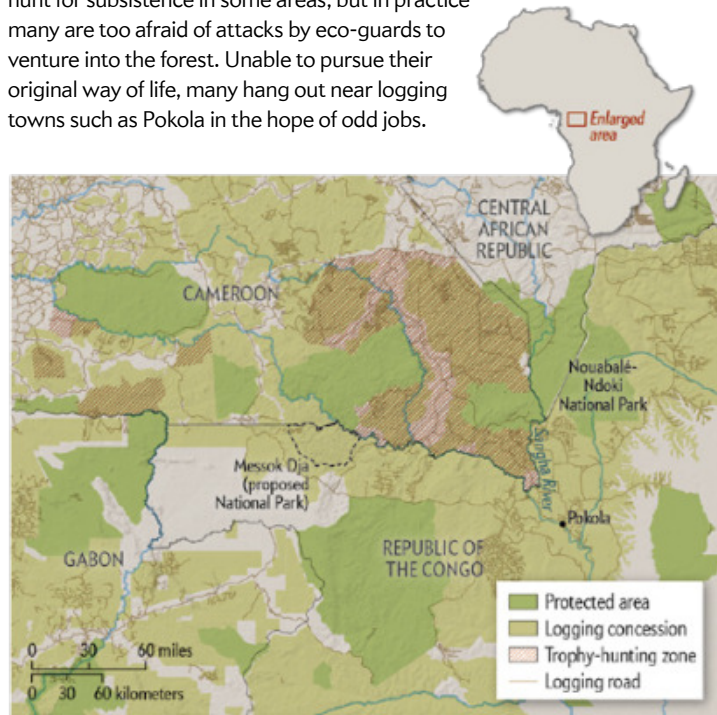 hunt for subsistence in some areas, but in practice
many are too afraid of attacks by eco-guards to
venture into the forest. Unable to pursue their
original way of life, many hang out near logging
towns such as Pokola in the hope of odd jobs.
Enlarged
area
CENTRAL
AFRICAN
REPUBLIC
CAMEROON
Nouabalé-
Ndoki
National Park
Sangha River
Messok Dja
(proposed
National Park)
Pokola
GABON
REPUBLIC OF
THE CONGO
Protected area
Logging concession
Trophy-hunting zone
Logging road
0 30 60 miles
0 30 60 kilometers